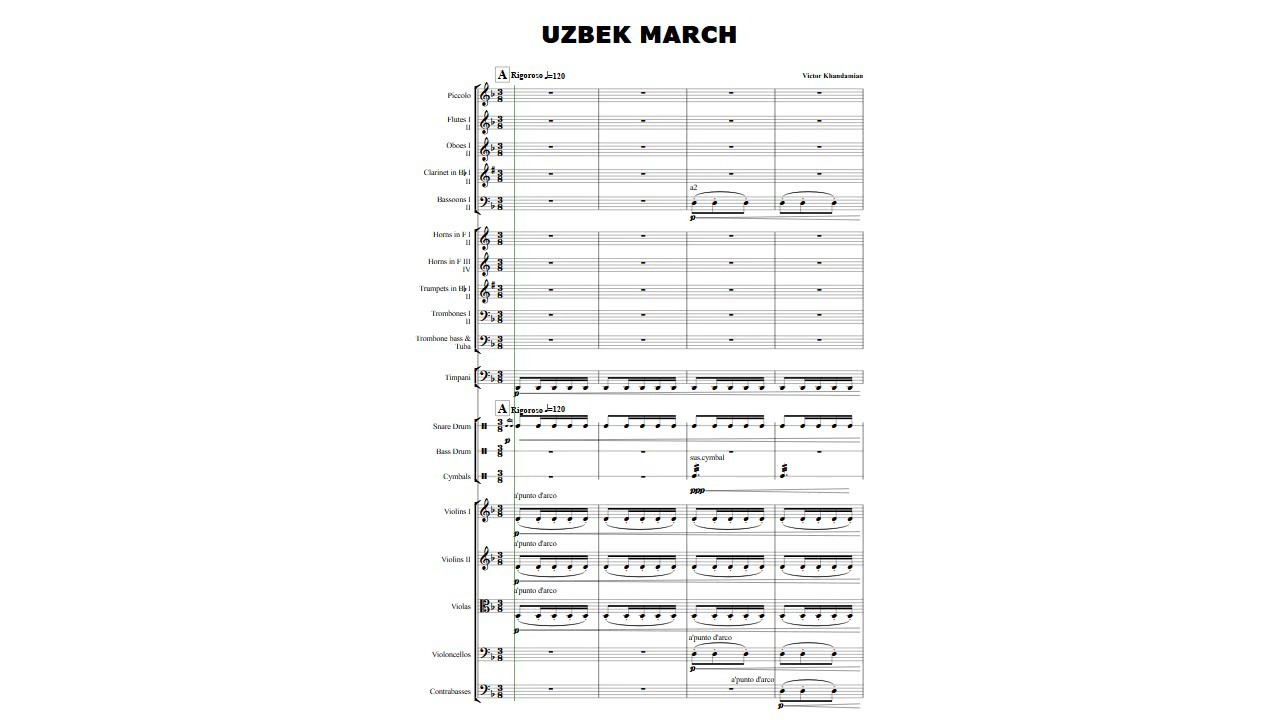 UZBEK MARCH
A Rigoroso ♩=120
Victor Khandamian
Piccolo
Flutes I
II
Oboes I
II
Clarinet in B♭ I
II
a2
Bassoons I
II
p
Horns in F I
II
Horns in F III
IV
Trumpets in B♭ I
II
Trombones I
II
Trombone bass &
Tuba
Timpani
p
A Rigoroso ♩=120
Snare Drum
p
Bass Drum
sus.cymbal
Cymbals
ppp
a'punto d'arco
Violins I
p
a'punto d'arco
Violins II
p
a'punto d'arco
Violas
p
a'punto d'arco
Violoncellos
p
a'punto d'arco
Contrabasses
p